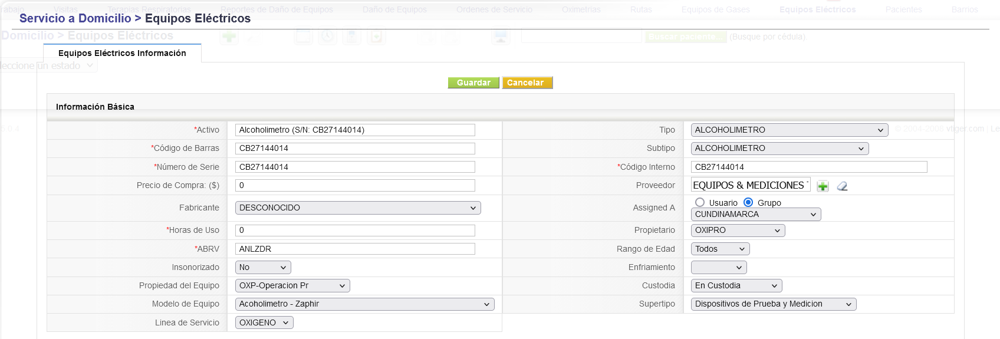 rabajo Visitas Terapias Respiratorias Reportes de Daño de Equipos Daño de Equipos Ordenes de Servicio Oximetrias Rutas Equipos de Gases Equipos Eléctricos Pacientes Barrios
Servicio a Domicilio > Equipos Eléctricos
Domicilio > Equipos Eléctricos Buscar paciente... (Busque por cédula)
Equipos Eléctricos Información
leccione un estado
Guardar Cancelar
Información Básica
5.0.4 © 2004-2008 vtiger.com | Le
*Activo Alcoholimetro (S/N: CB27144014) Tipo ALCOHOLIMETRO
*Código de Barras CB27144014 Subtipo ALCOHOLIMETRO
*Número de Serie CB27144014 *Código Interno CB27144014
Precio de Compra: ($) 0 Proveedor EQUIPOS & MEDICIONES
Fabricante DESCONOCIDO Assigned A Usuario Grupo
CUNDINAMARCA
*Horas de Uso 0 Propietario OXIPRO
*ABRV ANLZDR Rango de Edad Todos
Insonorizado No Enfriamiento
Propiedad del Equipo OXP-Operacion Pr Custodia En Custodia
Modelo de Equipo Acoholimetro - Zaphir Supertipo Dispositivos de Prueba y Medicion
Linea de Servicio OXIGENO